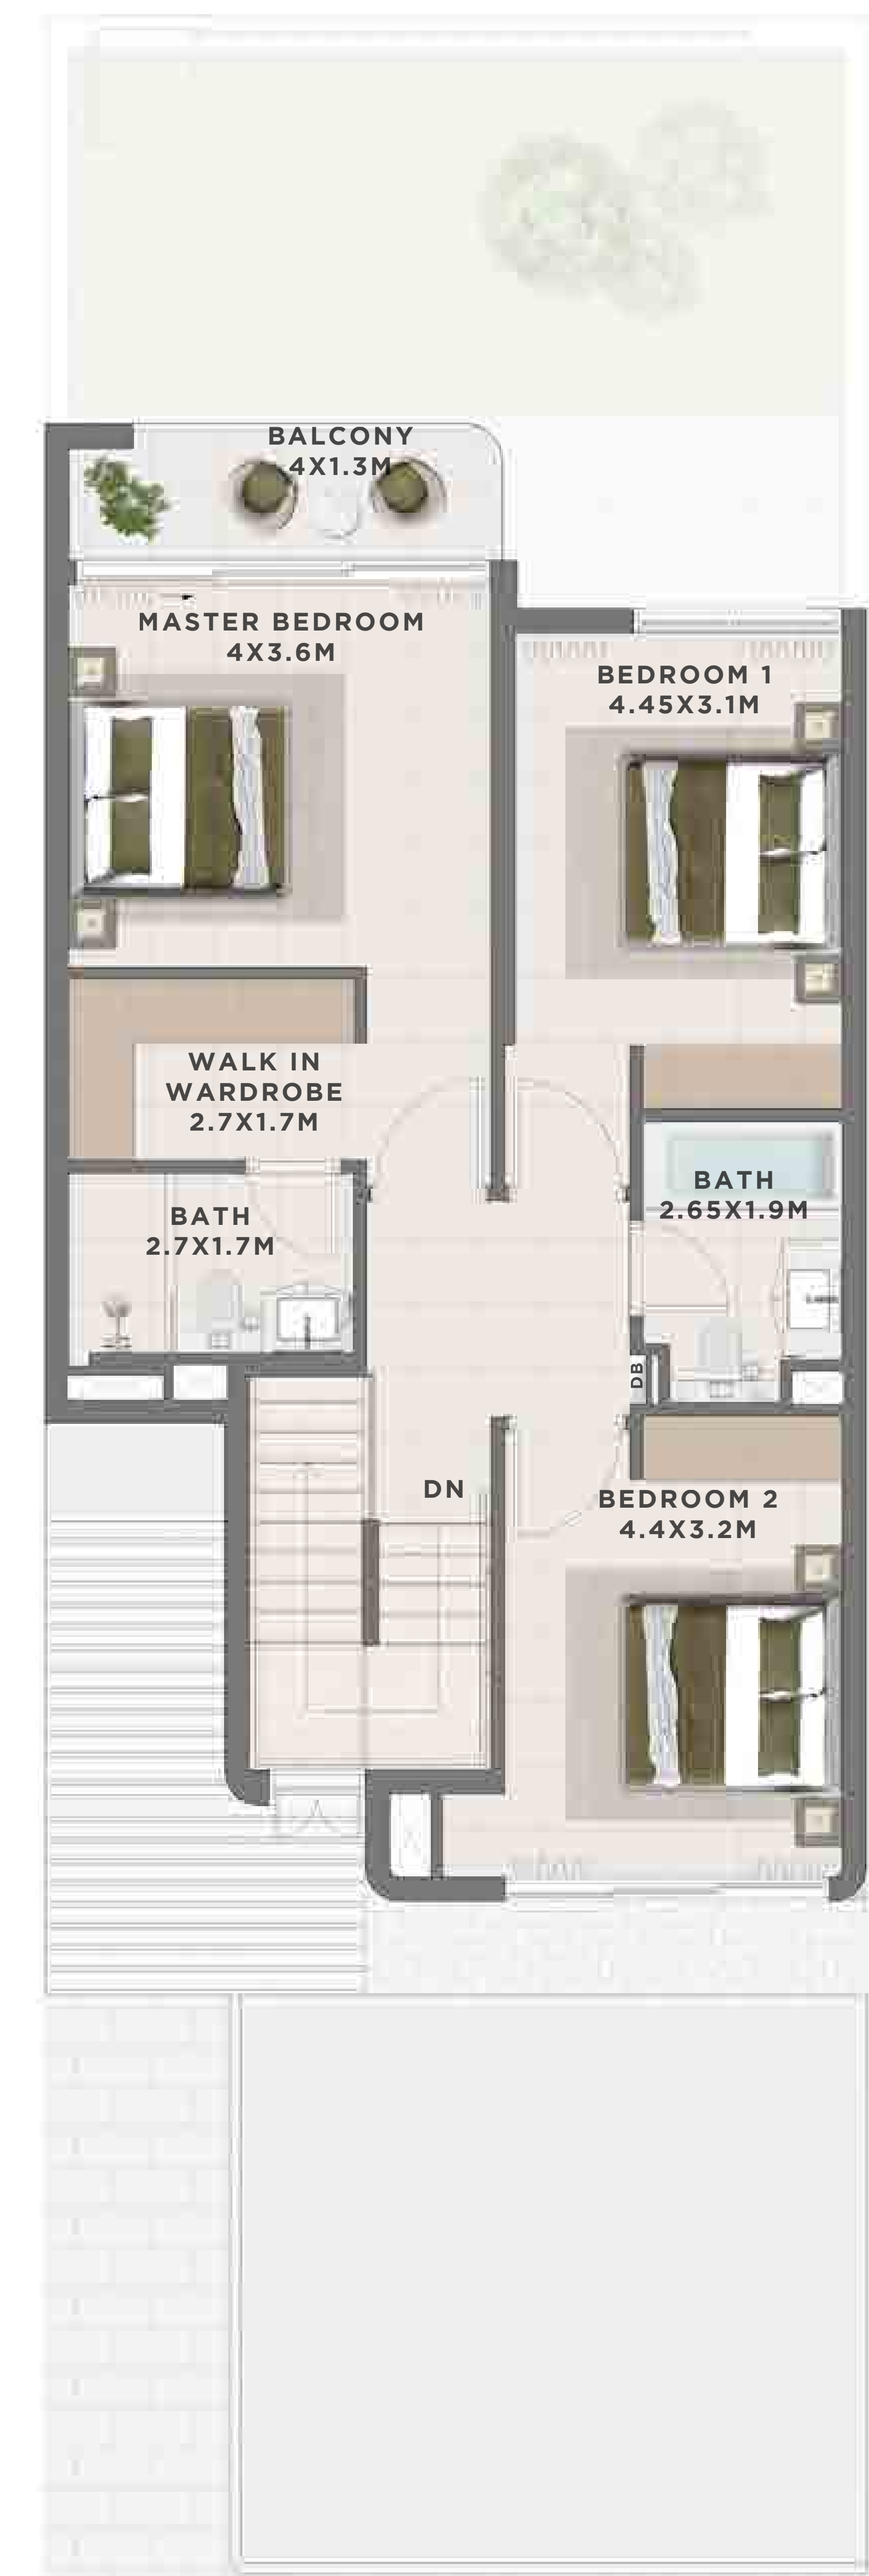 BALCONY
4X1.3M
MASTER BEDROOM
4X3.6M
BEDROOM 1
4.45X3.1M
WALK IN
WARDROBE
2.7X1.7M
BATH
2.65X1.9M
BATH
2.7X1.7M
DB
DN
BEDROOM 2
4.4X3.2M